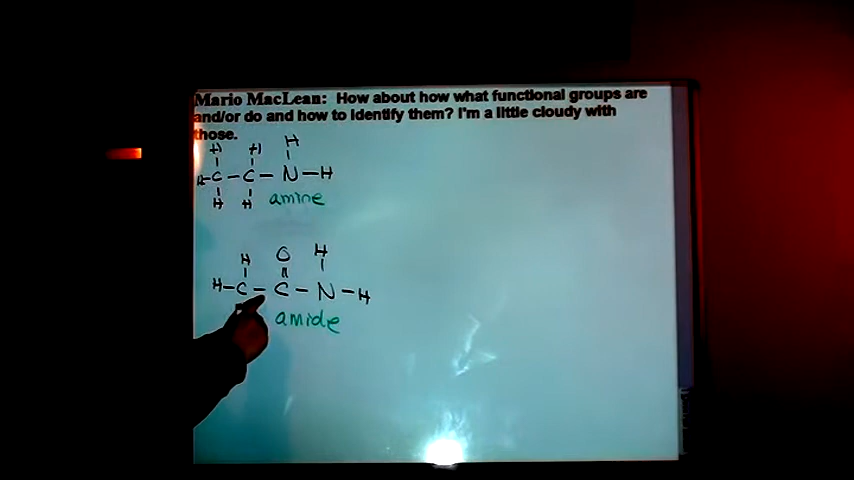 Mario MacLean: How about how what functional groups are
and/or do and how to identify them? I'm a little cloudy with
those.
H H H
H-C-C-N-H
H H amine
H O H
H-C-C-N-H
amide